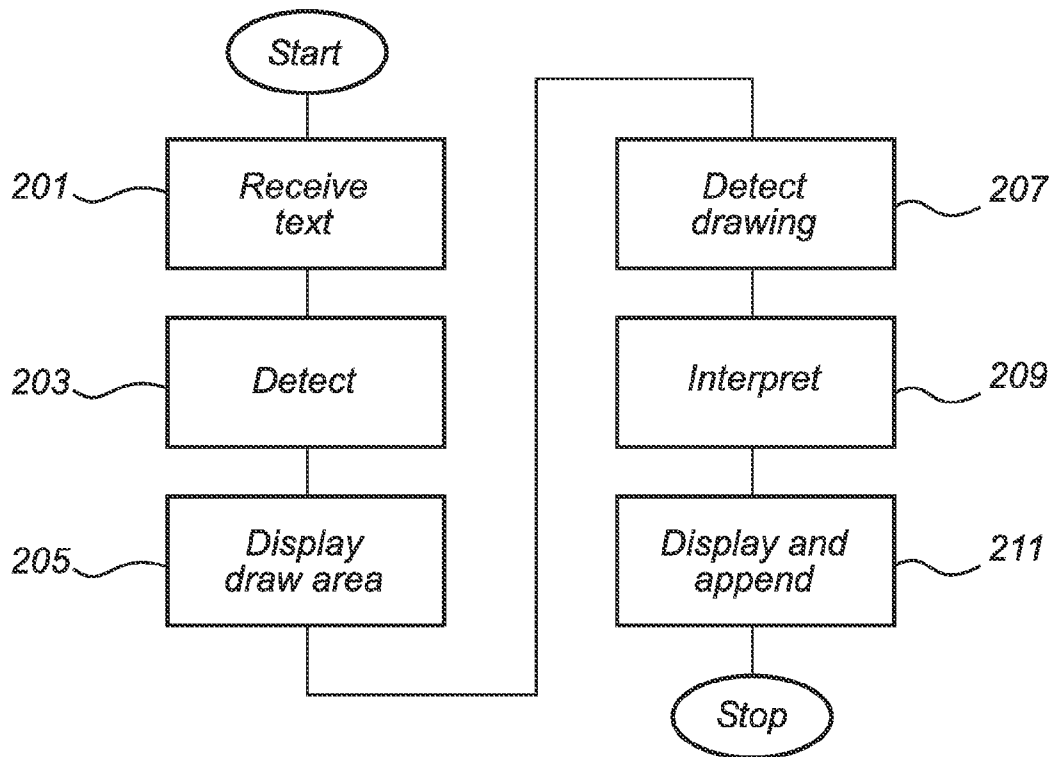 Start
201
Receive
text
203
Detect
205
Display
draw area
Detect
drawing
207
Interpret
209
Display and
append
211
Stop